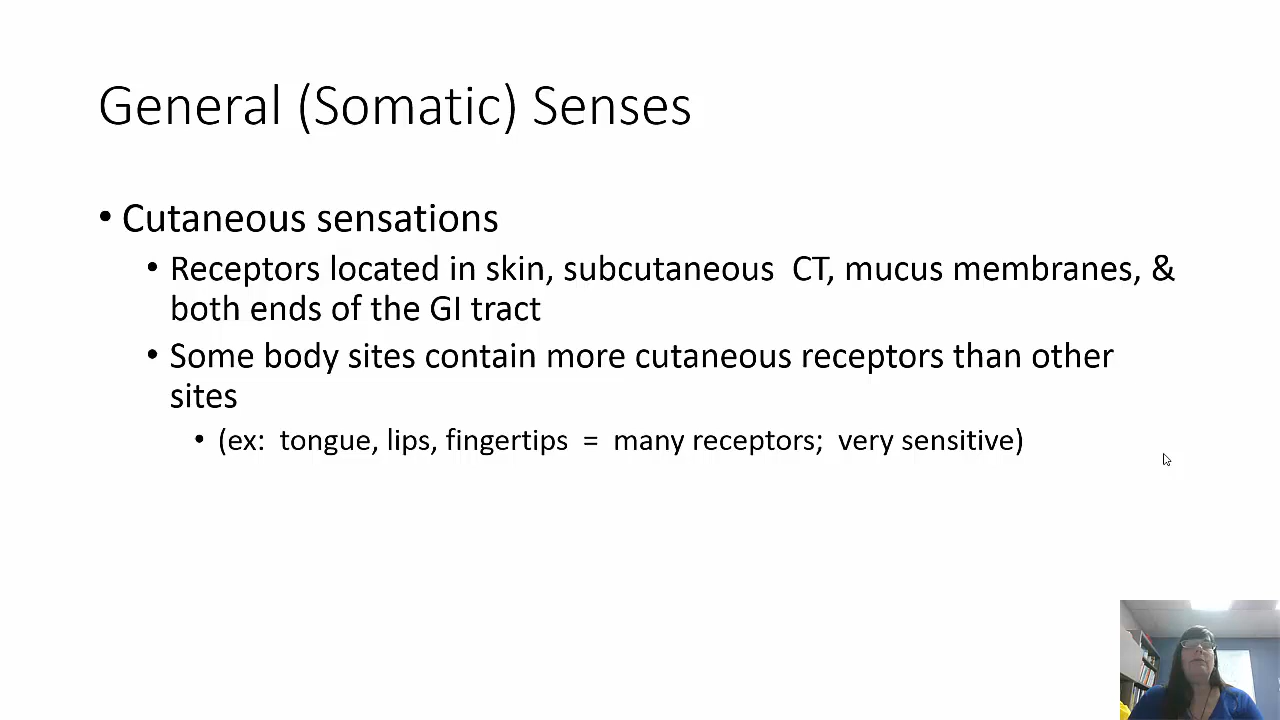 General (Somatic) Senses
• Cutaneous sensations
• Receptors located in skin, subcutaneous CT, mucus membranes, &
both ends of the GI tract
• Some body sites contain more cutaneous receptors than other
sites
• (ex: tongue, lips, fingertips = many receptors; very sensitive)